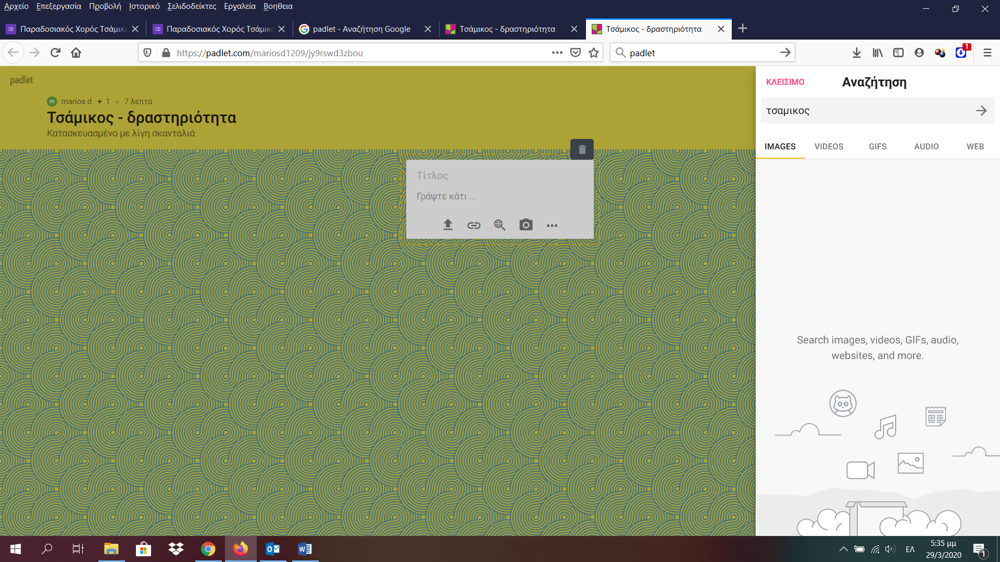 Αρχείο Επεξεργασία Προβολή Ιστορικό Σελιδοδείκτες Εργαλεία Βοήθεια
Παραδοσιακός Χορός Τσάμικο
Παραδοσιακός Χορός Τσάμικο
padlet - Αναζήτηση Google
Τσάμικος - δραστηριότητα
Τσάμικος - δραστηριότητα
https://padlet.com/mariosd1209/jy9rswd3zbou
padlet
1
padlet
m marios d + 1 • 7 λεπτά
Τσάμικος - δραστηριότητα
Κατασκευασμένο με λίγη σκανταλιά
Τίτλος
Γράψτε κάτι ...
ΚΛΕΙΣΙΜΟ
Αναζήτηση
τσαμικος
IMAGES VIDEOS GIFS AUDIO WEB
Search images, videos, GIFs, audio,
websites, and more.
ΕΛ
5:35 μμ
29/3/2020
1